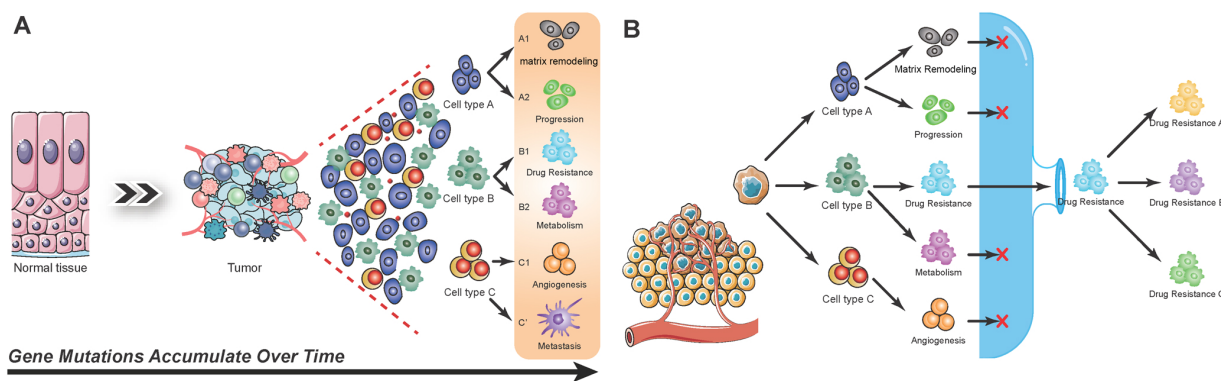 A
Normal tissue
Tumor
Cell type A
Cell type B
Cell type C
A1
matrix remodeling
A2
Progression
B1
Drug Resistance
B2
Metabolism
C1
Angiogenesis
C'
Metastasis
Gene Mutations Accumulate Over Time
B
Cell type A
Cell type B
Cell type C
Matrix Remodeling
Progression
Drug Resistance
Metabolism
Angiogenesis
Drug Resistance
Drug Resistance A
Drug Resistance B
Drug Resistance C